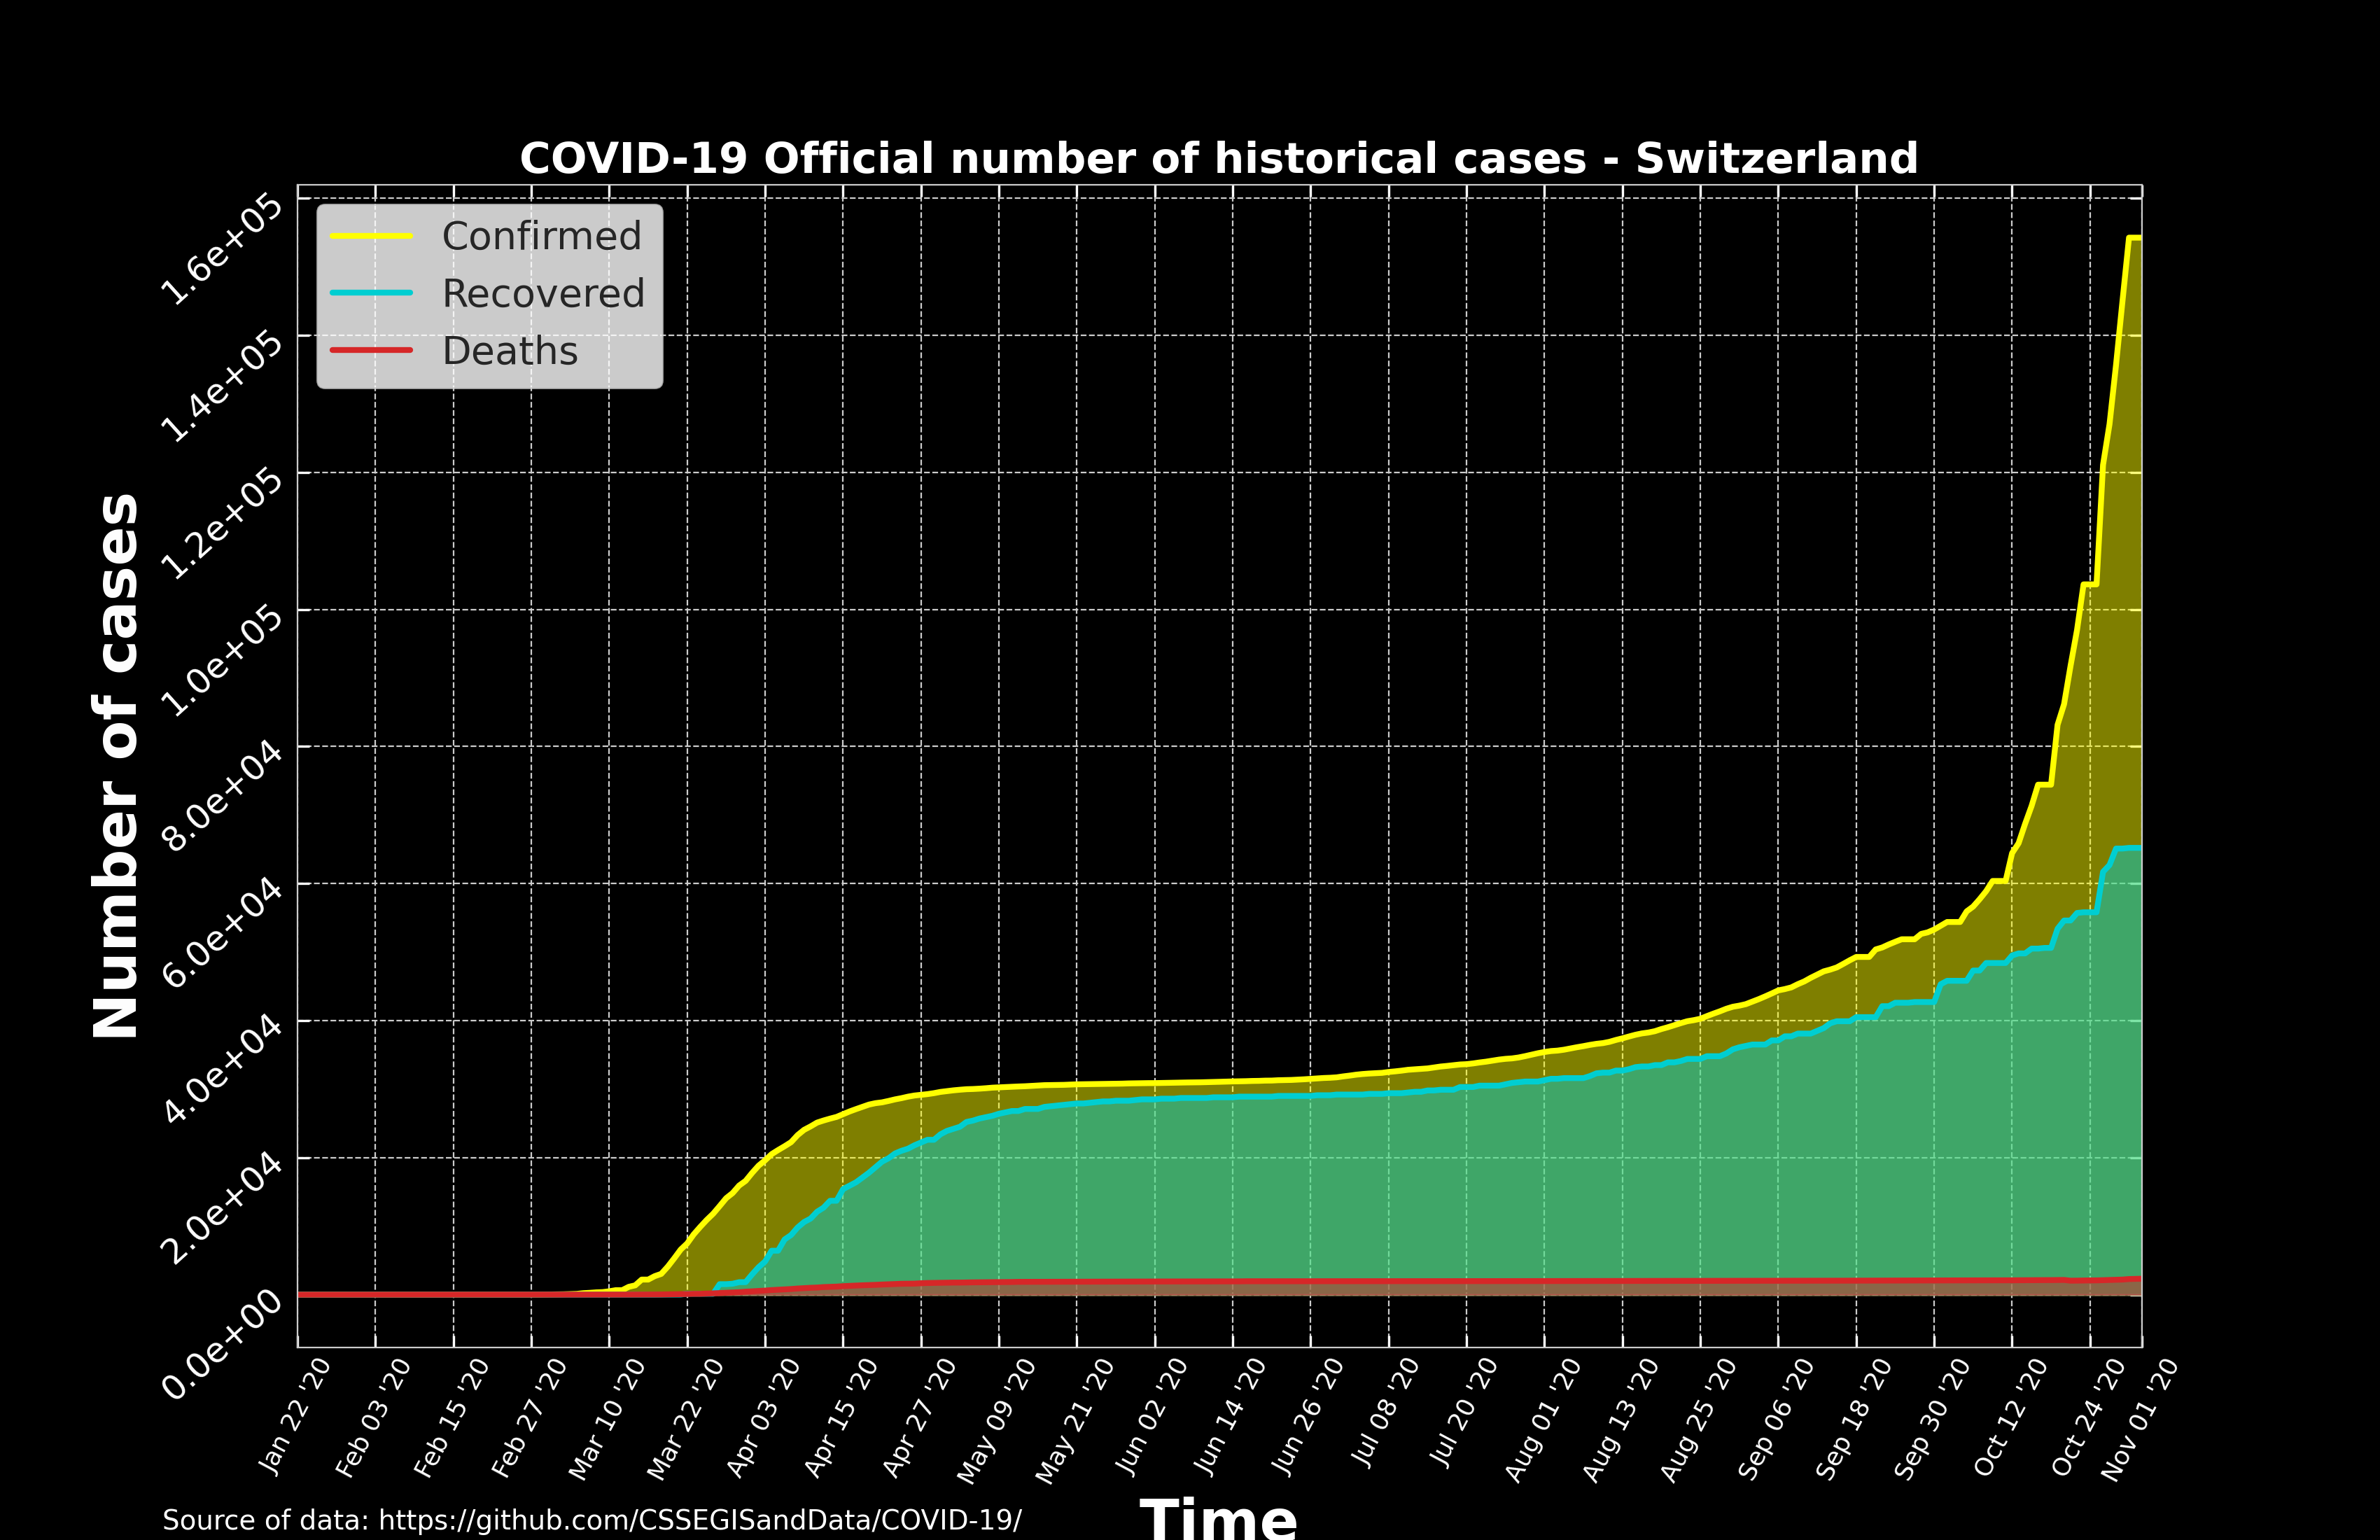 COVID-19 Official number of historical cases - Switzerland
Confirmed
Recovered
Deaths
Number of cases
1.6e+05
1.4e+05
1.2e+05
1.0e+05
8.0e+04
6.0e+04
4.0e+04
2.0e+04
0.0e+00
Jan 22 '20
Feb 03 '20
Feb 15 '20
Feb 27 '20
Mar 10 '20
Mar 22 '20
Apr 03 '20
Apr 15 '20
Apr 27 '20
May 09 '20
May 21 '20
Jun 02 '20
Jun 14 '20
Jun 26 '20
Jul 08 '20
Jul 20 '20
Aug 01 '20
Aug 13 '20
Aug 25 '20
Sep 06 '20
Sep 18 '20
Sep 30 '20
Oct 12 '20
Oct 24 '20
Nov 01 '20
Time
Source of data: https://github.com/CSSEGISandData/COVID-19/